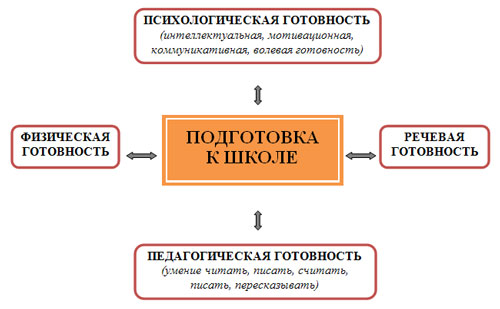 ПСИХОЛОГИЧЕСКАЯ ГОТОВНОСТЬ
(интеллектуальная, мотивационная,
коммуникативная, волевая готовность)
ФИЗИЧЕСКАЯ
ГОТОВНОСТЬ
ПОДГОТОВКА
К ШКОЛЕ
РЕЧЕВАЯ
ГОТОВНОСТЬ
ПЕДАГОГИЧЕСКАЯ ГОТОВНОСТЬ
(умение читать, писать, считать,
писать, пересказывать)